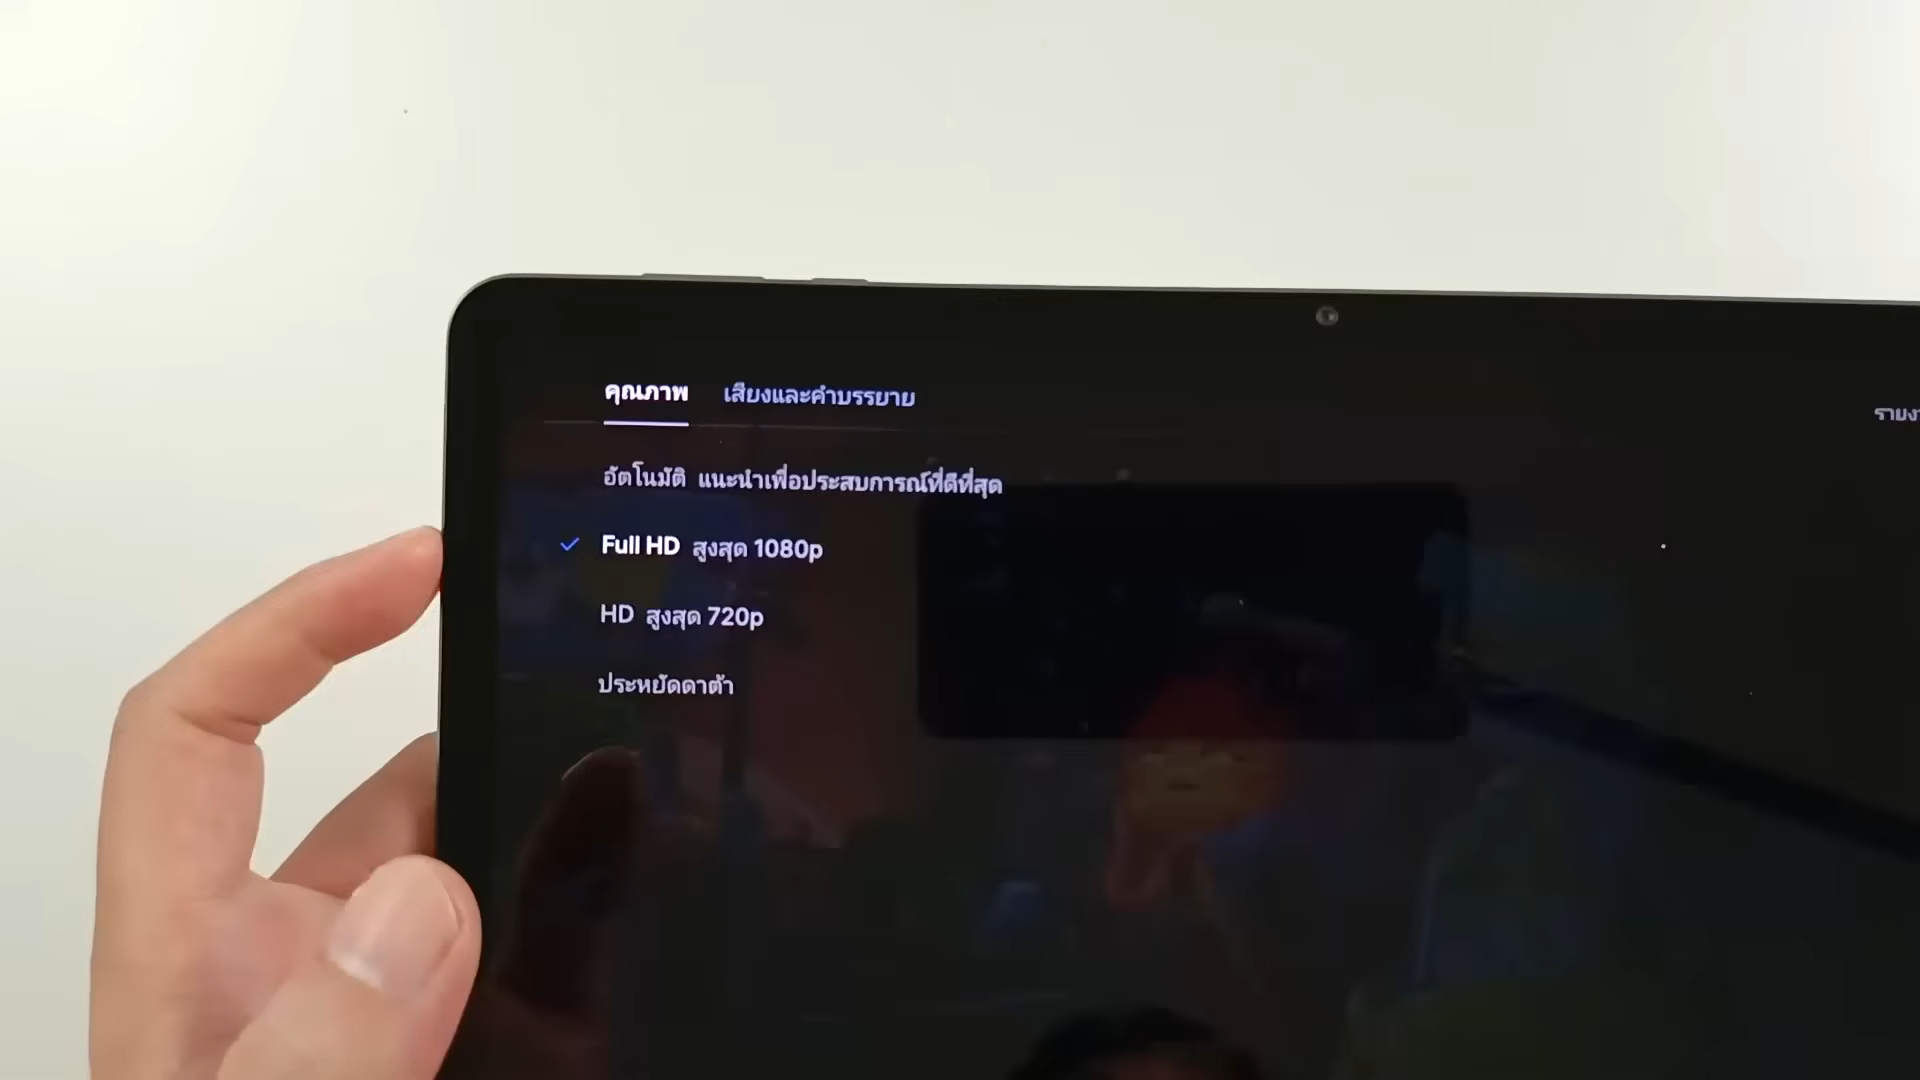 คุณภาพ เสียงและคำบรรยาย
อัตโนมัติ แนะนำเพื่อประสบการณ์ที่ดีที่สุด
Full HD สูงสุด 1080p
HD สูงสุด 720p
ประหยัดดาต้า